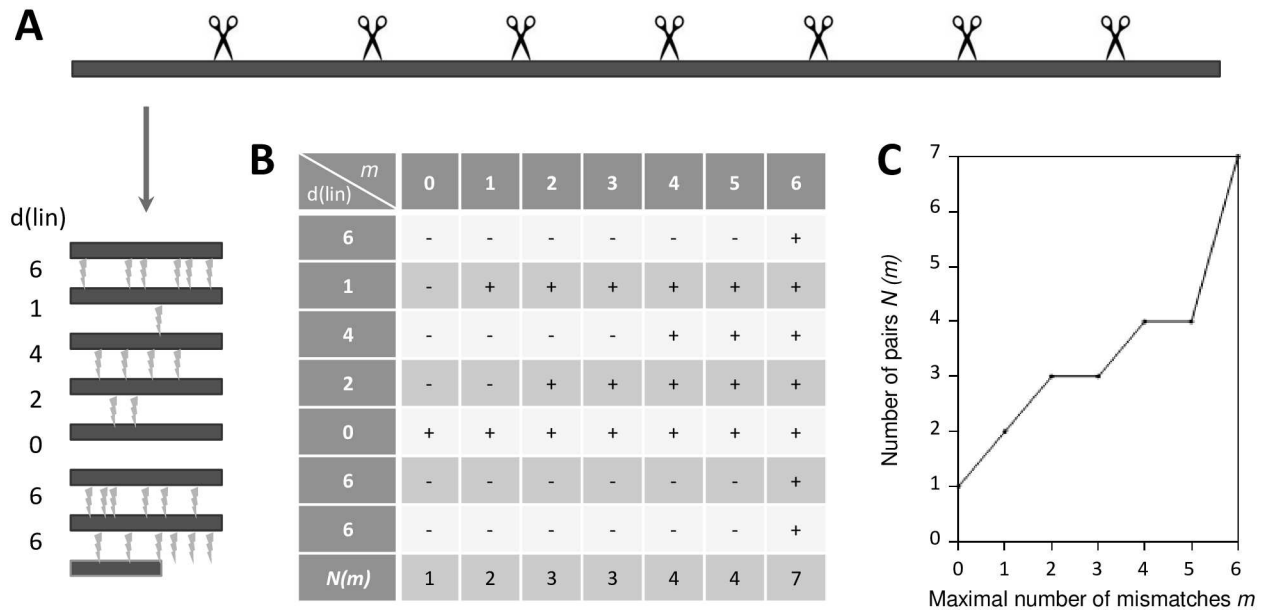 A
d(lin)
6
1
4
2
0
6
6
B
m
d(lin)
0 1 2 3 4 5 6
6 - - - - - - +
1 - + + + + + +
4 - - - - + + +
2 - - + + + + +
0 + + + + + + +
6 - - - - - - +
6 - - - - - - +
N(m) 1 2 3 3 4 4 7
C
Number of pairs N (m)
7
6
5
4
3
2
1
0
0 1 2 3 4 5 6
Maximal number of mismatches m